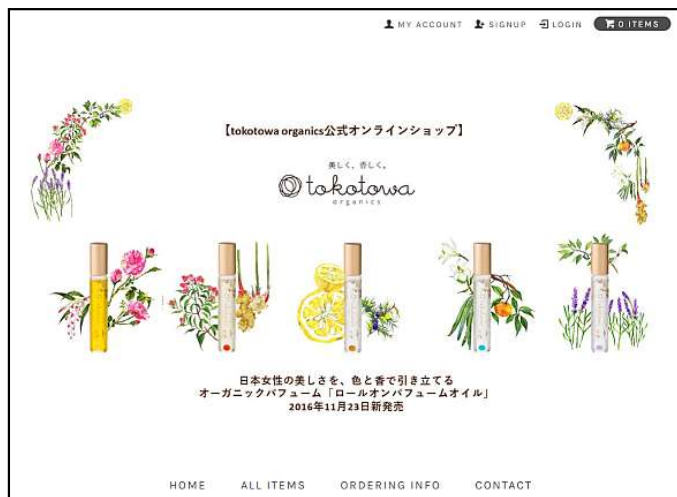 MY ACCOUNT SIGNUP LOGIN 0 ITEMS
【tokotowa organics公式オンラインショップ】
美しく、香しく。
tokotowa
organics
日本女性の美しさを、色と香で引き立てる
オーガニックパフューム「ロールオンパフュームオイル」
2016年11月23日新発売
HOME ALL ITEMS ORDERING INFO CONTACT